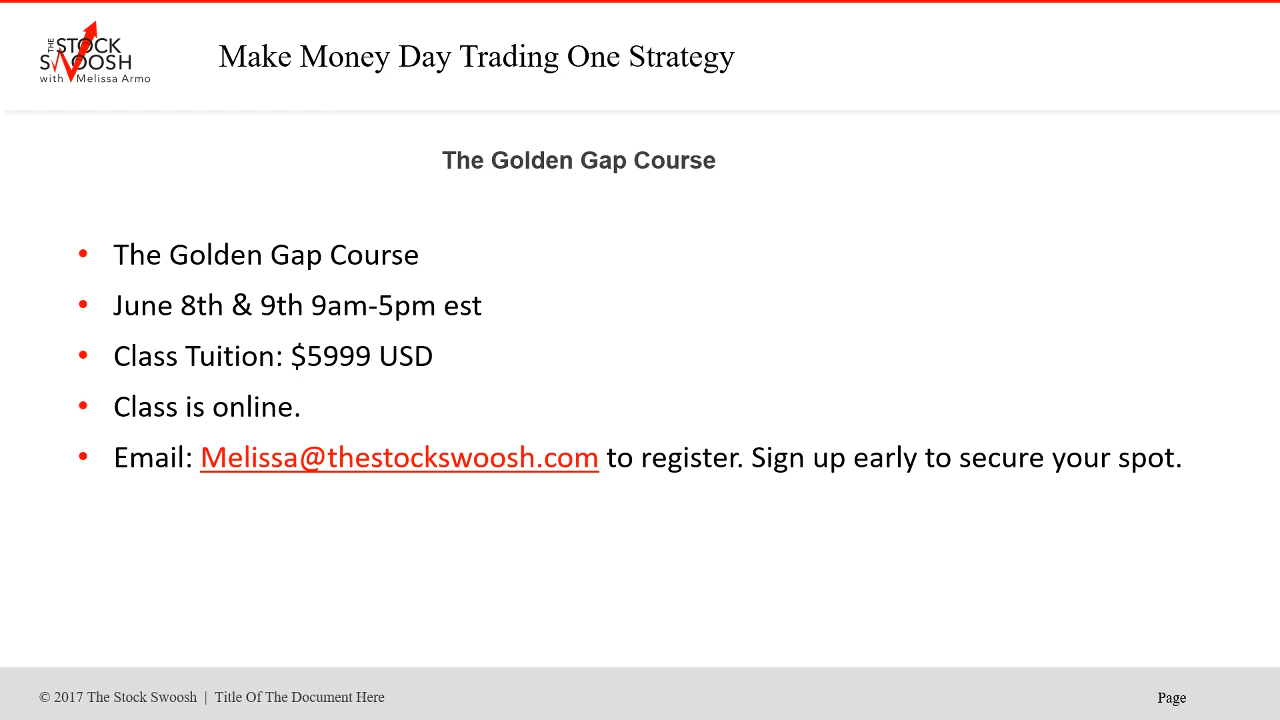 THE STOCK
SWOOSH
with Melissa Armo
Make Money Day Trading One Strategy
The Golden Gap Course
• The Golden Gap Course
• June 8th & 9th 9am-5pm est
• Class Tuition: $5999 USD
• Class is online.
• Email: Melissa@thestockswoosh.com to register. Sign up early to secure your spot.
© 2017 The Stock Swoosh | Title Of The Document Here
Page